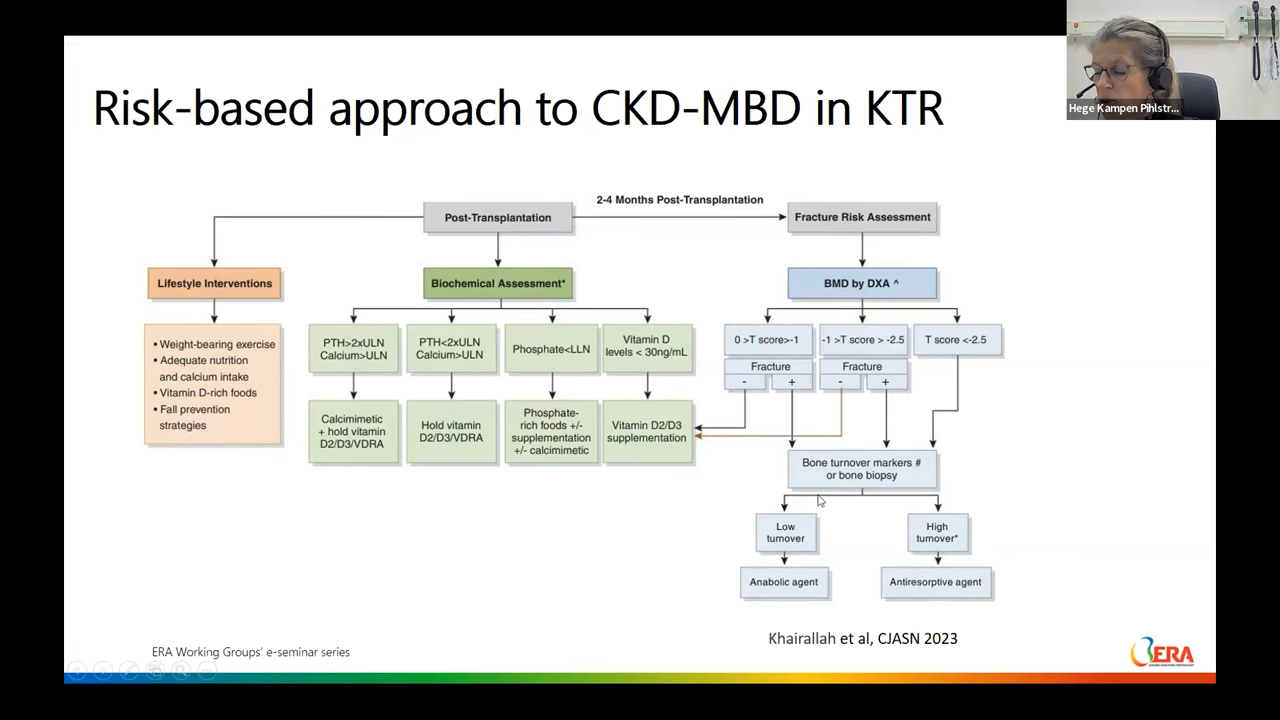 Hege Kampen Pihlstr...
Risk-based approach to CKD-MBD in KTR
2-4 Months Post-Transplantation
Post-Transplantation
Fracture Risk Assessment
Lifestyle Interventions
Biochemical Assessment*
BMD by DXA ^
• Weight-bearing exercise
• Adequate nutrition
and calcium intake
• Vitamin D-rich foods
• Fall prevention
strategies
PTH>2xULN
Calcium>ULN
PTH<2xULN
Calcium>ULN
Phosphate<LLN
Vitamin D
levels < 30ng/mL
0 >T score>-1
-1 >T score > -2.5
T score <-2.5
Fracture
- +
Fracture
- +
Calcimimetic
+ hold vitamin
D2/D3/VDRA
Hold vitamin
D2/D3/VDRA
Phosphate-
rich foods +/-
supplementation
+/- calcimimetic
Vitamin D2/D3
supplementation
Bone turnover markers #
or bone biopsy
Low
turnover
High
turnover*
Anabolic agent
Antiresorptive agent
Khairallah et al, CJASN 2023
ERA Working Groups' e-seminar series
ERA